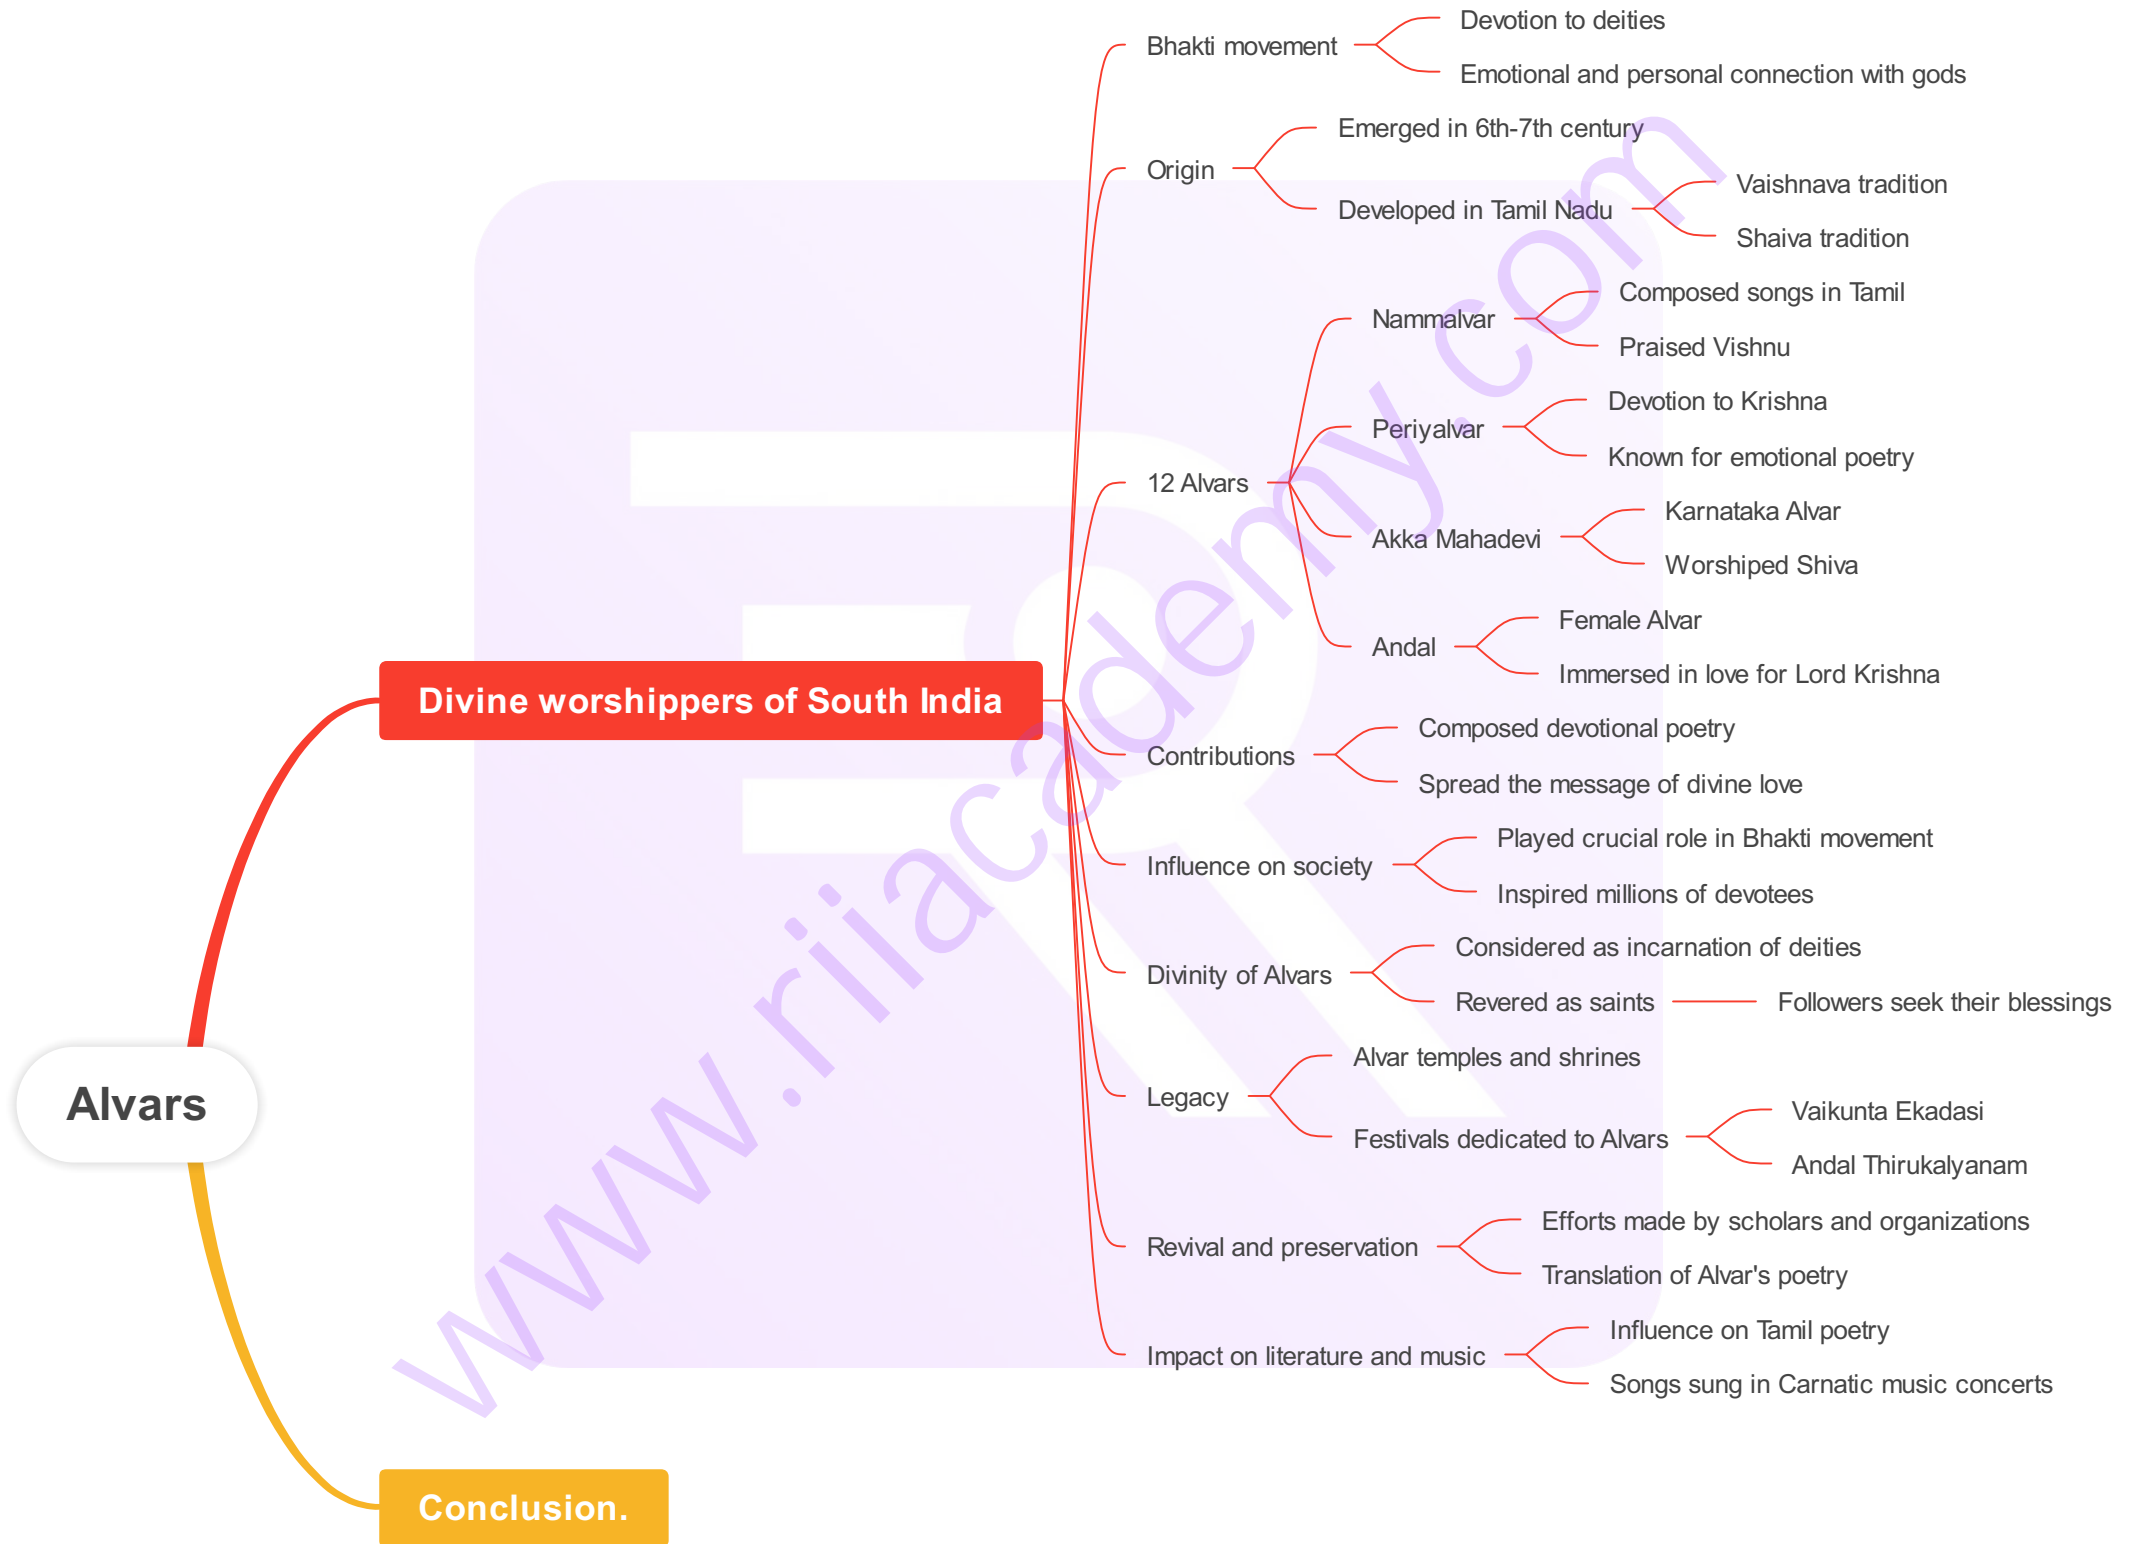 Alvars
Divine worshippers of South India
Bhakti movement
Devotion to deities
Emotional and personal connection with gods
Origin
Emerged in 6th-7th century
Developed in Tamil Nadu
Vaishnava tradition
Shaiva tradition
12 Alvars
Nammalvar
Composed songs in Tamil
Praised Vishnu
Periyalvar
Devotion to Krishna
Known for emotional poetry
Akka Mahadevi
Karnataka Alvar
Worshiped Shiva
Andal
Female Alvar
Immersed in love for Lord Krishna
Contributions
Composed devotional poetry
Spread the message of divine love
Influence on society
Played crucial role in Bhakti movement
Inspired millions of devotees
Divinity of Alvars
Considered as incarnation of deities
Revered as saints
Followers seek their blessings
Legacy
Alvar temples and shrines
Festivals dedicated to Alvars
Vaikunta Ekadasi
Andal Thirukalyanam
Revival and preservation
Efforts made by scholars and organizations
Translation of Alvar's poetry
Impact on literature and music
Influence on Tamil poetry
Songs sung in Carnatic music concerts
Conclusion.
www.riiacademy.com